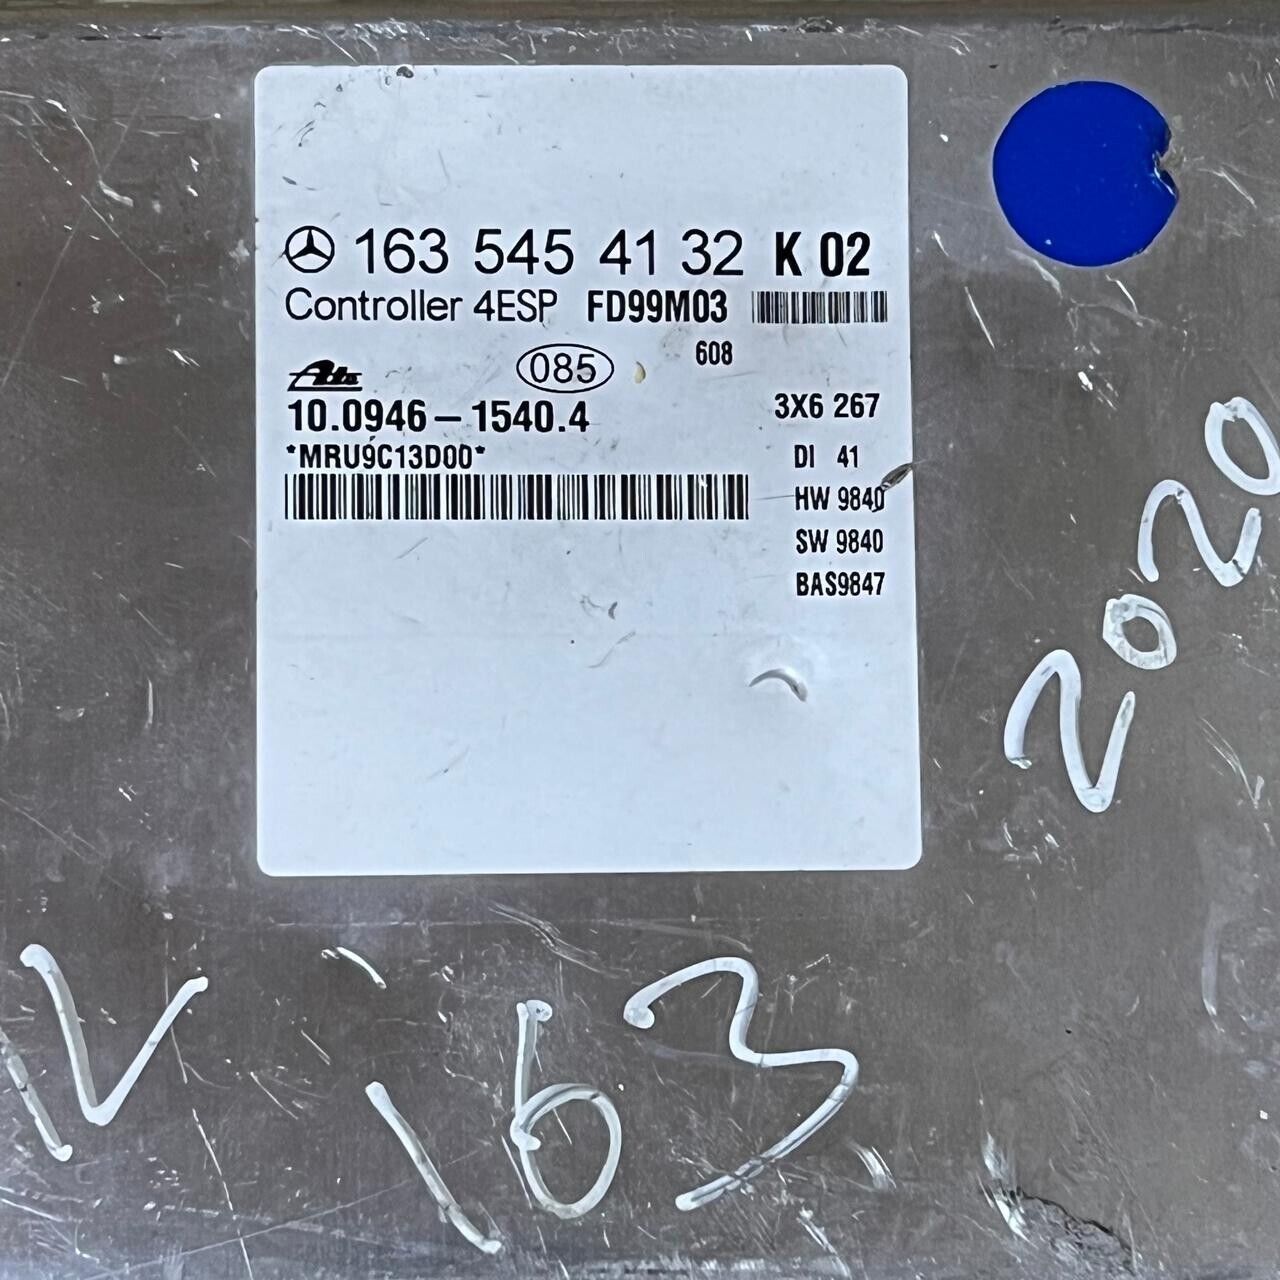 163 545 41 32 K 02
Controller 4ESP FD99M03
608
Ate 085
10.0946-1540.4 3X6 267
*MRU9C13D00* DI 41
HW 9840
SW 9840
BAS9847
2020
163